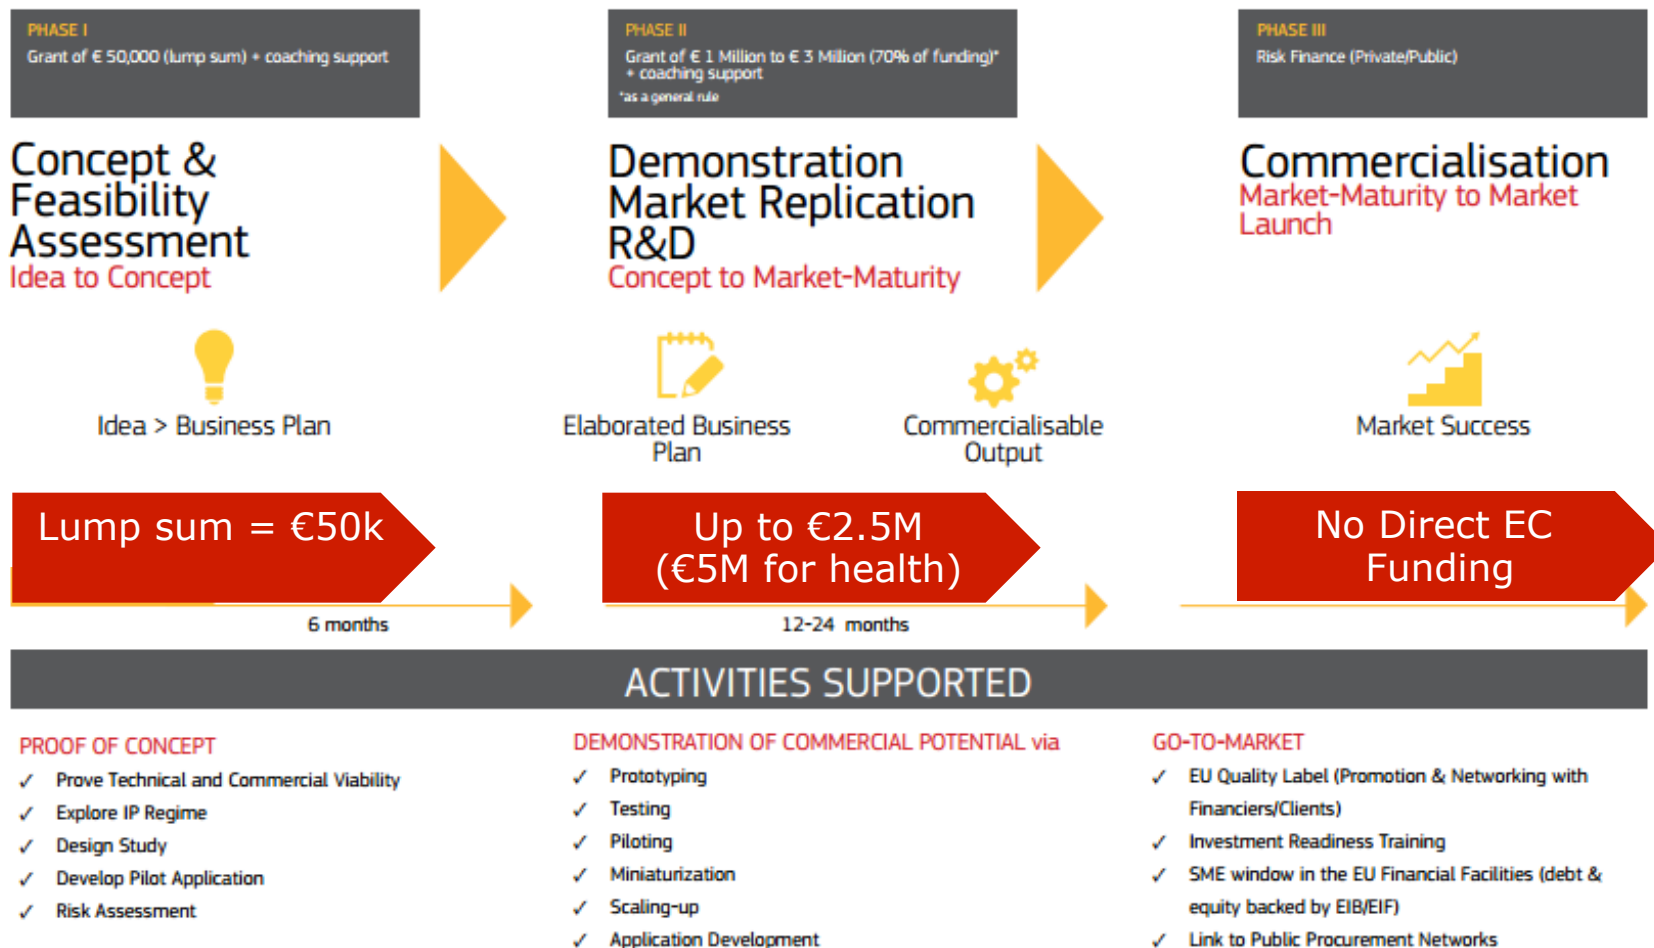 PHASE I
Grant of € 50,000 (lump sum) + coaching support
PHASE II
Grant of € 1 Million to € 3 Million (70% of funding)*
+ coaching support
*as a general rule
PHASE III
Risk Finance (Private/Public)
Concept &
Feasibility
Assessment
Idea to Concept
Demonstration
Market Replication
R&D
Concept to Market-Maturity
Commercialisation
Market-Maturity to Market
Launch
Idea > Business Plan
Elaborated Business
Plan
Commercialisable
Output
Market Success
Lump sum = €50k
Up to €2.5M
(€5M for health)
No Direct EC
Funding
6 months
12-24 months
ACTIVITIES SUPPORTED
PROOF OF CONCEPT
✓ Prove Technical and Commercial Viability
✓ Explore IP Regime
✓ Design Study
✓ Develop Pilot Application
✓ Risk Assessment
DEMONSTRATION OF COMMERCIAL POTENTIAL via
✓ Prototyping
✓ Testing
✓ Piloting
✓ Miniaturization
✓ Scaling-up
✓ Application Development
GO-TO-MARKET
✓ EU Quality Label (Promotion & Networking with
Financiers/Clients)
✓ Investment Readiness Training
✓ SME window in the EU Financial Facilities (debt &
equity backed by EIB/EIF)
✓ Link to Public Procurement Networks